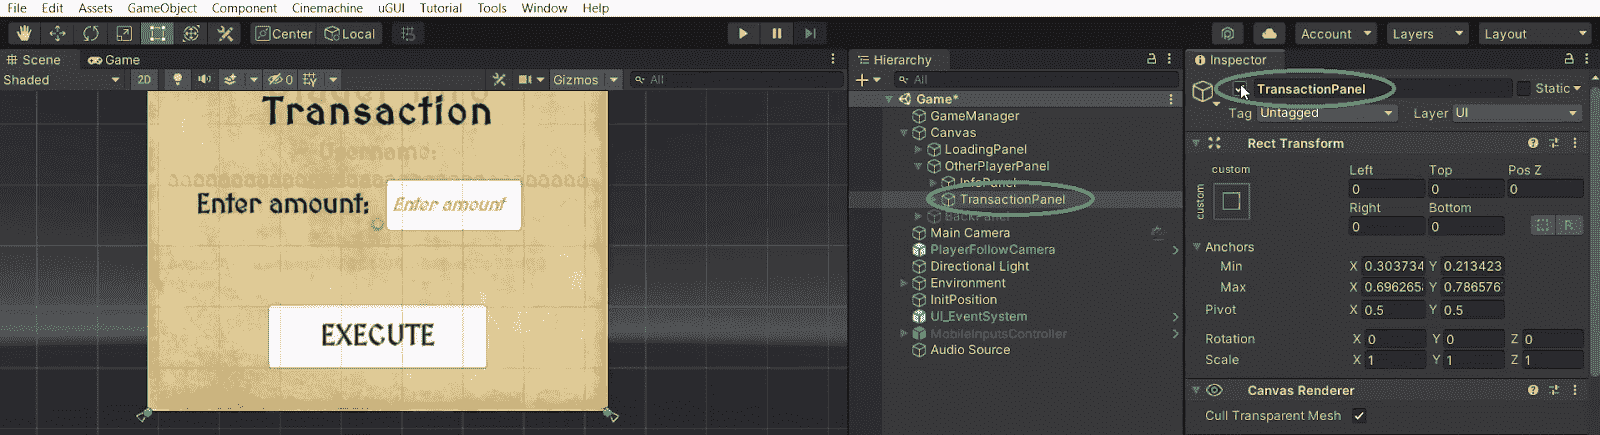 File Edit Assets GameObject Component Cinemachine uGUI Tutorial Tools Window Help
Center Local Account Layers Layout
Scene Game
Shaded 2D 0 Gizmos All
Transaction
Username:
Enter amount: Enter amount
EXECUTE
Hierarchy
All
Game*
GameManager
Canvas
LoadingPanel
OtherPlayerPanel
InfoPanel
TransactionPanel
BackPanel
Main Camera
PlayerFollowCamera
Directional Light
Environment
InitPosition
UI_EventSystem
MobileInputsController
Audio Source
Inspector
TransactionPanel Static
Tag Untagged Layer UI
Rect Transform
custom Left Top Pos Z
custom 0 0 0
Right Bottom
0 0 R
Anchors
Min X 0.303734 Y 0.213423
Max X 0.696265 Y 0.786576
Pivot X 0.5 Y 0.5
Rotation X 0 Y 0 Z 0
Scale X 1 Y 1 Z 1
Canvas Renderer
Cull Transparent Mesh